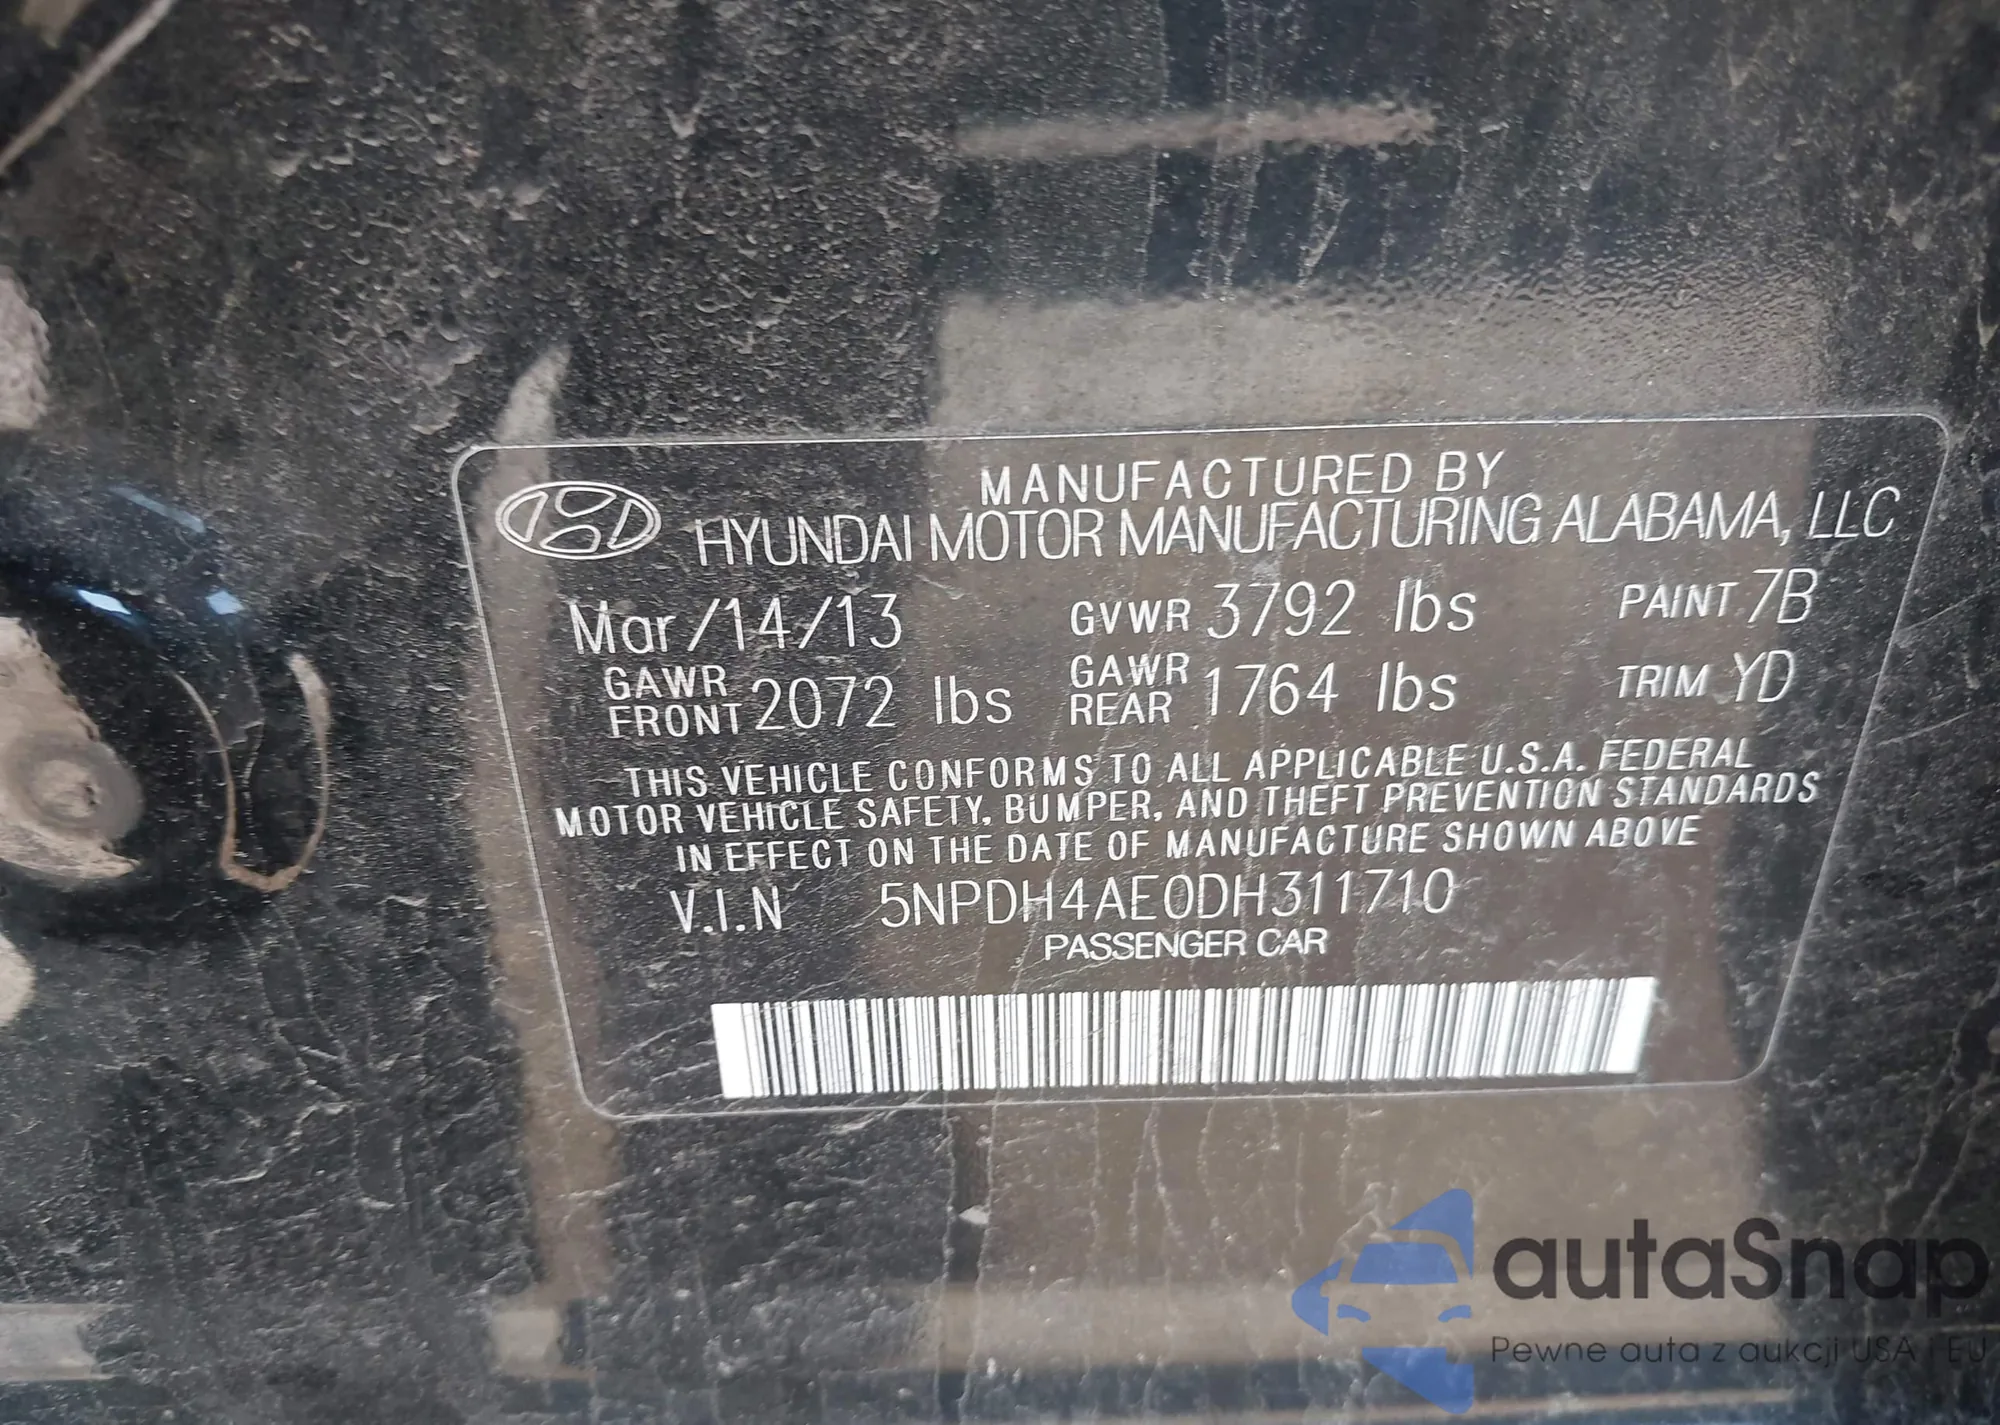 MANUFACTURED BY
HYUNDAI MOTOR MANUFACTURING ALABAMA, LLC
Mar/14/13 GVWR 3792 lbs PAINT 7B
GAWR FRONT 2072 lbs GAWR REAR 1764 lbs TRIM YD
THIS VEHICLE CONFORMS TO ALL APPLICABLE U.S.A. FEDERAL
MOTOR VEHICLE SAFETY, BUMPER, AND THEFT PREVENTION STANDARDS
IN EFFECT ON THE DATE OF MANUFACTURE SHOWN ABOVE
V.I.N 5NPDH4AE0DH311710
PASSENGER CAR
autaSnap
Pewne auta z aukcji USA i EU